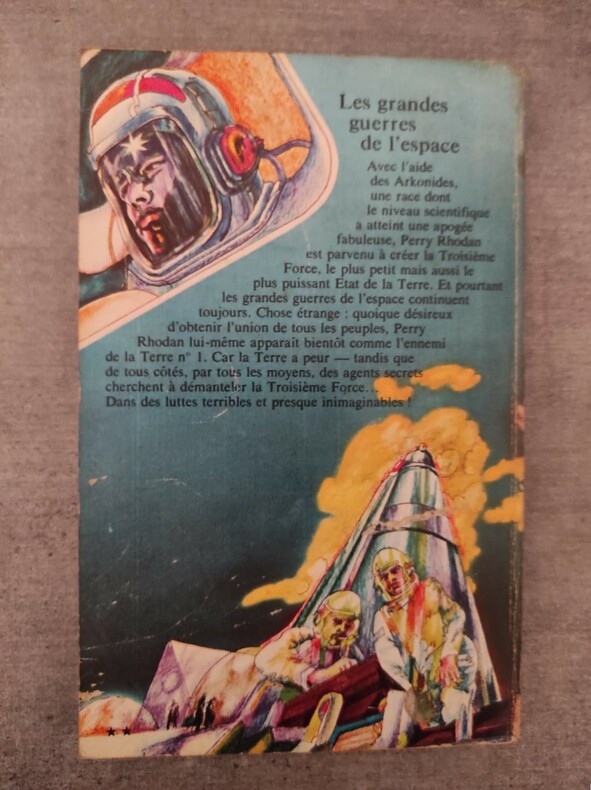 Les grandes
guerres
de l'espace
Avec l'aide
des Arkonides,
une race dont
le niveau scientifique
a atteint une apogée
fabuleuse, Perry Rhodan
est parvenu à créer la Troisième
Force, le plus petit mais aussi le
plus puissant Etat de la Terre. Et pourtant
les grandes guerres de l'espace continuent
toujours. Chose étrange : quoique désireux
d'obtenir l'union de tous les peuples, Perry
Rhodan lui-même apparaît bientôt comme l'ennemi
de la Terre n° 1. Car la Terre a peur — tandis que
de tous côtés, par tous les moyens, des agents secrets
cherchent à démanteler la Troisième Force...
Dans des luttes terribles et presque inimaginables !
★ ★